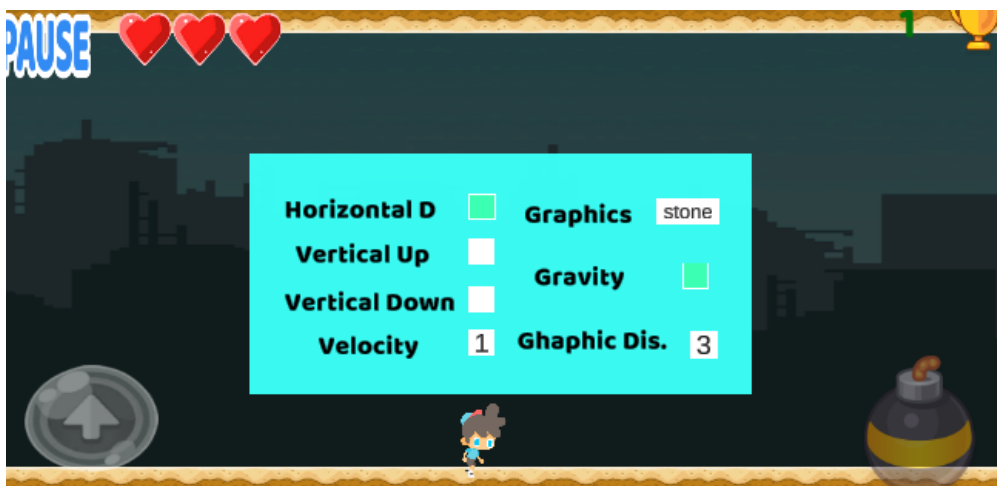 PAUSE
1
Horizontal D
Vertical Up
Vertical Down
Velocity 1
Graphics stone
Gravity
Ghaphic Dis. 3